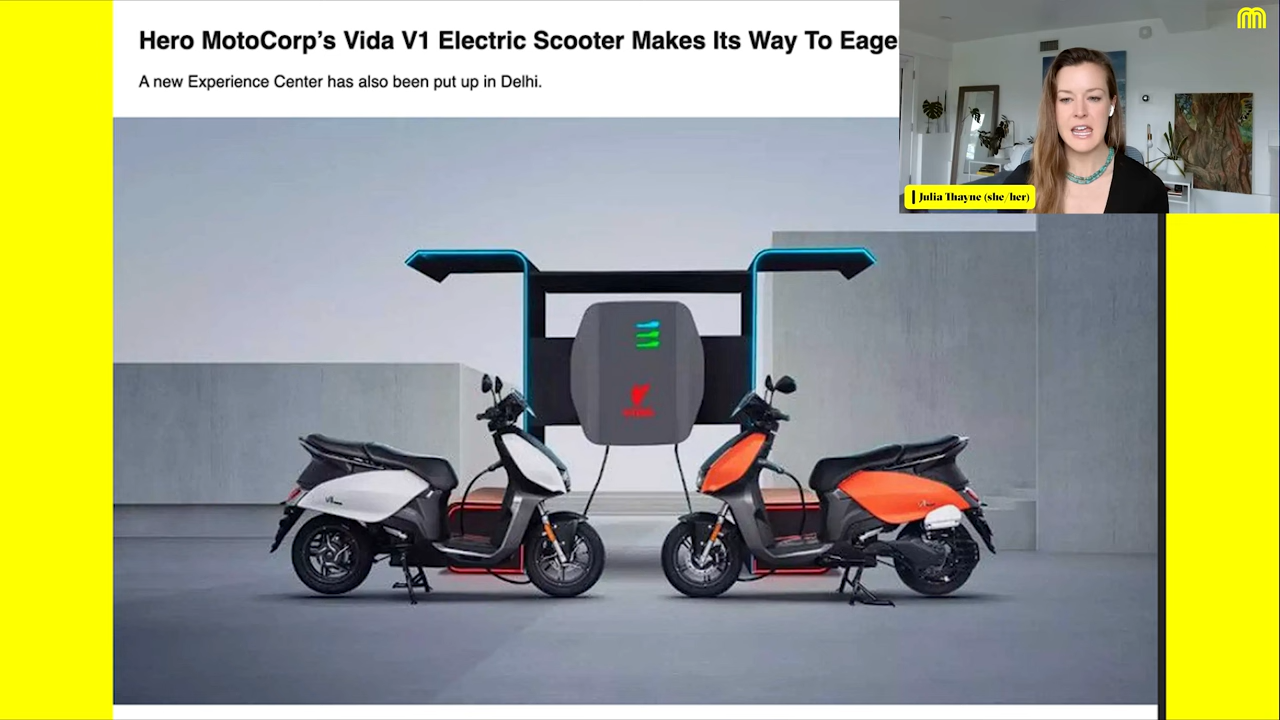 Hero MotoCorp’s Vida V1 Electric Scooter Makes Its Way To Eage
A new Experience Center has also been put up in Delhi.
Julia Thayne (she/her)